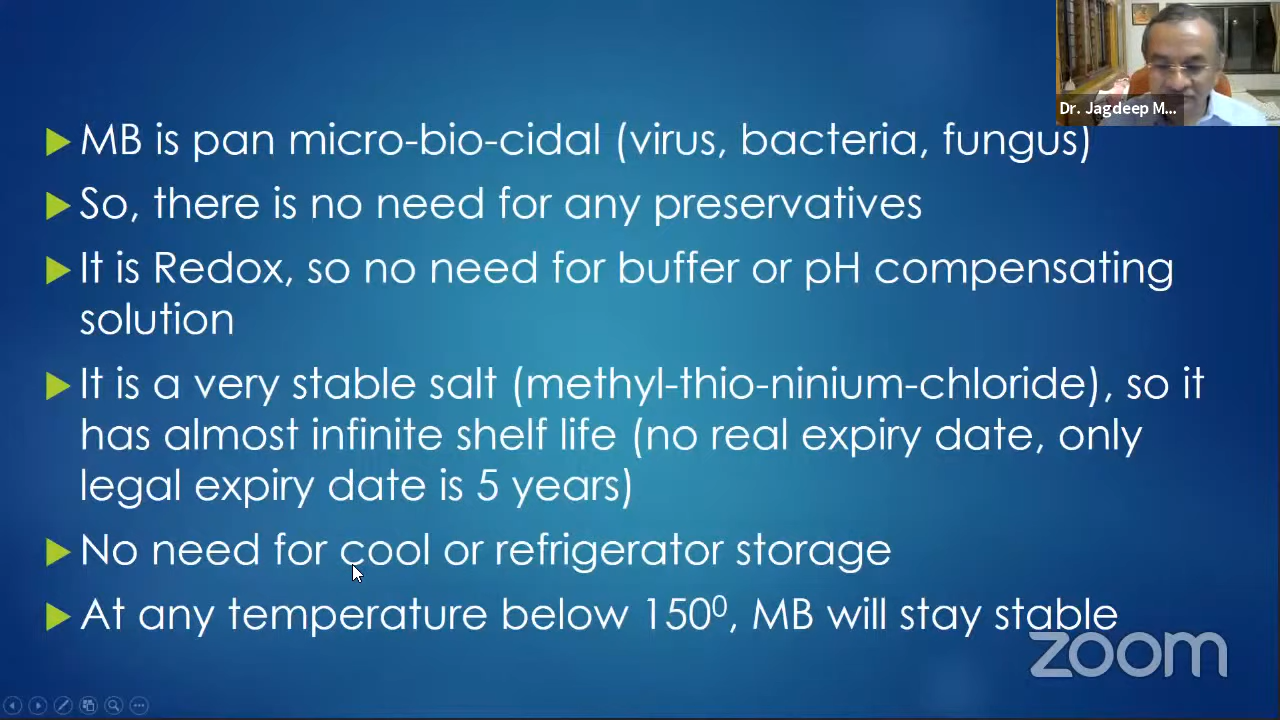 Dr. Jagdeep M...
MB is pan micro-bio-cidal (virus, bacteria, fungus)
So, there is no need for any preservatives
It is Redox, so no need for buffer or pH compensating
solution
It is a very stable salt (methyl-thio-ninium-chloride), so it
has almost infinite shelf life (no real expiry date, only
legal expiry date is 5 years)
No need for cool or refrigerator storage
At any temperature below 150⁰, MB will stay stable
zoom